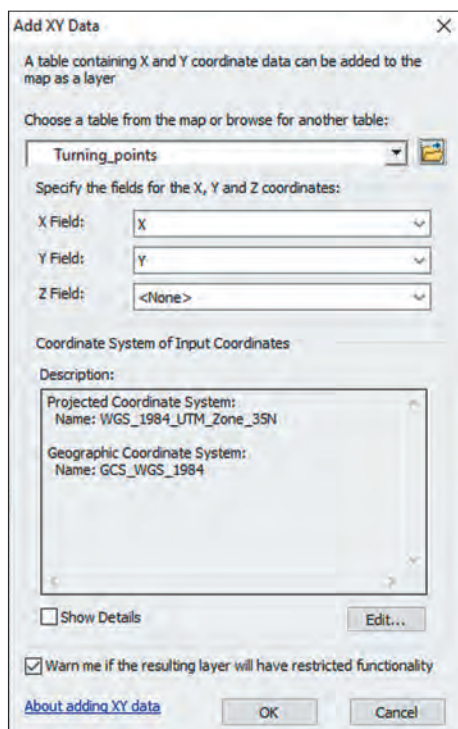 Add XY Data
A table containing X and Y coordinate data can be added to the
map as a layer
Choose a table from the map or browse for another table:
Turning_points
Specify the fields for the X, Y and Z coordinates:
X Field: X
Y Field: Y
Z Field: <None>
Coordinate System of Input Coordinates
Description:
Projected Coordinate System:
Name: WGS_1984_UTM_Zone_35N
Geographic Coordinate System:
Name: GCS_WGS_1984
Show Details Edit...
Warn me if the resulting layer will have restricted functionality
About adding XY data OK Cancel